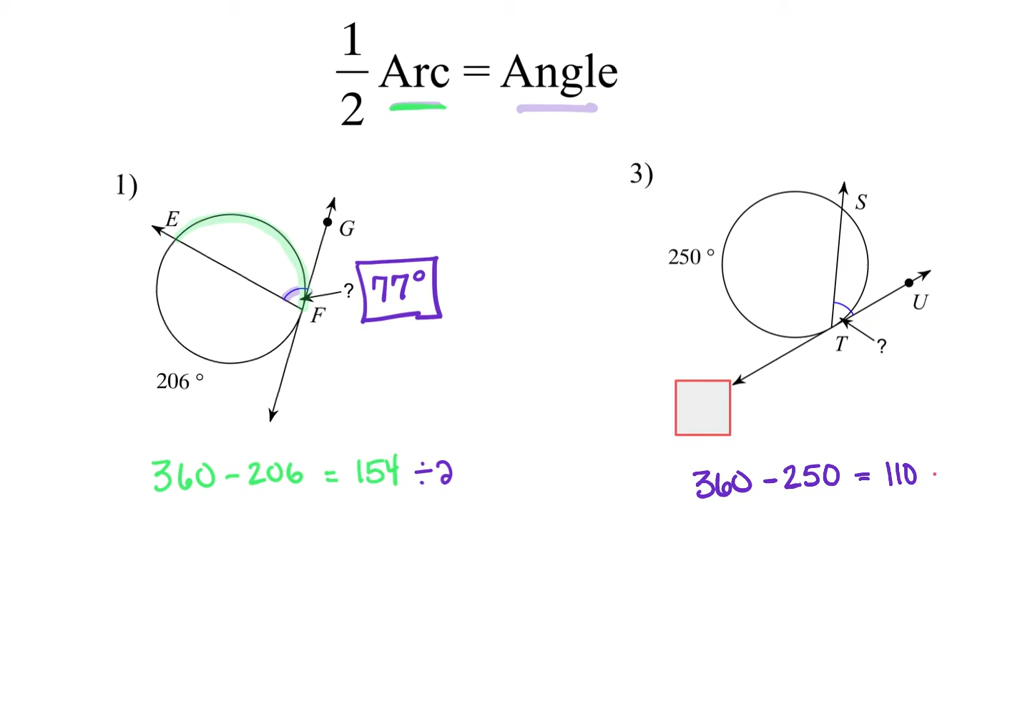 1/2 Arc = Angle
1)
E
G
?
77°
F
206 °
360 - 206 = 154 ÷2
3)
S
250 °
U
T
?
360 - 250 = 110